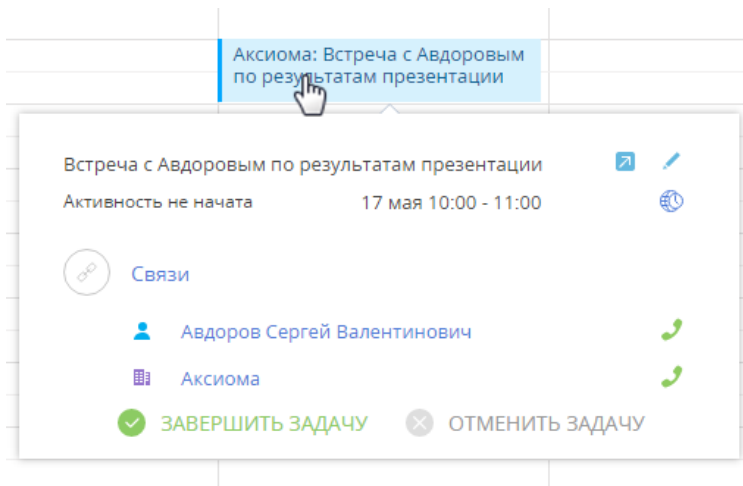 Аксиома: Встреча с Авдоровым
по результатам презентации
Встреча с Авдоровым по результатам презентации
Активность не начата 17 мая 10:00 - 11:00
Связи
Авдоров Сергей Валентинович
Аксиома
ЗАВЕРШИТЬ ЗАДАЧУ ОТМЕНИТЬ ЗАДАЧУ